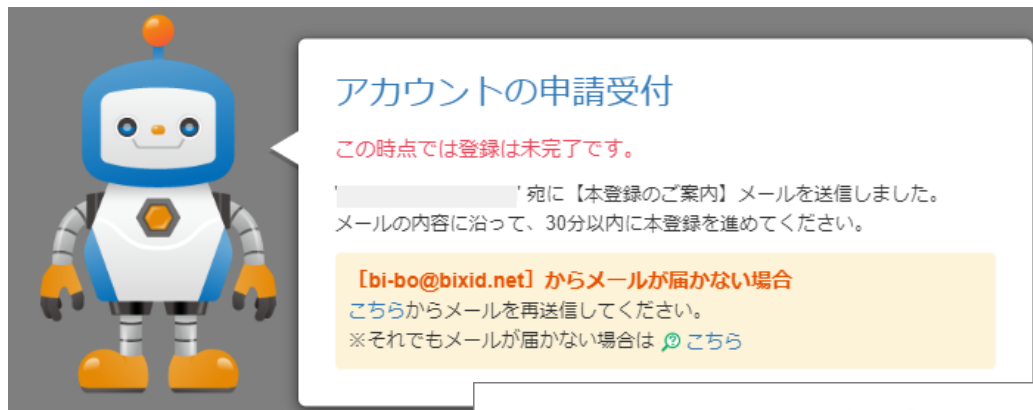 アカウントの申請受付
この時点では登録は未完了です。
' ' 宛に【本登録のご案内】メールを送信しました。
メールの内容に沿って、30分以内に本登録を進めてください。
［bi-bo@bixid.net］からメールが届かない場合
こちらからメールを再送信してください。
※それでもメールが届かない場合は こちら